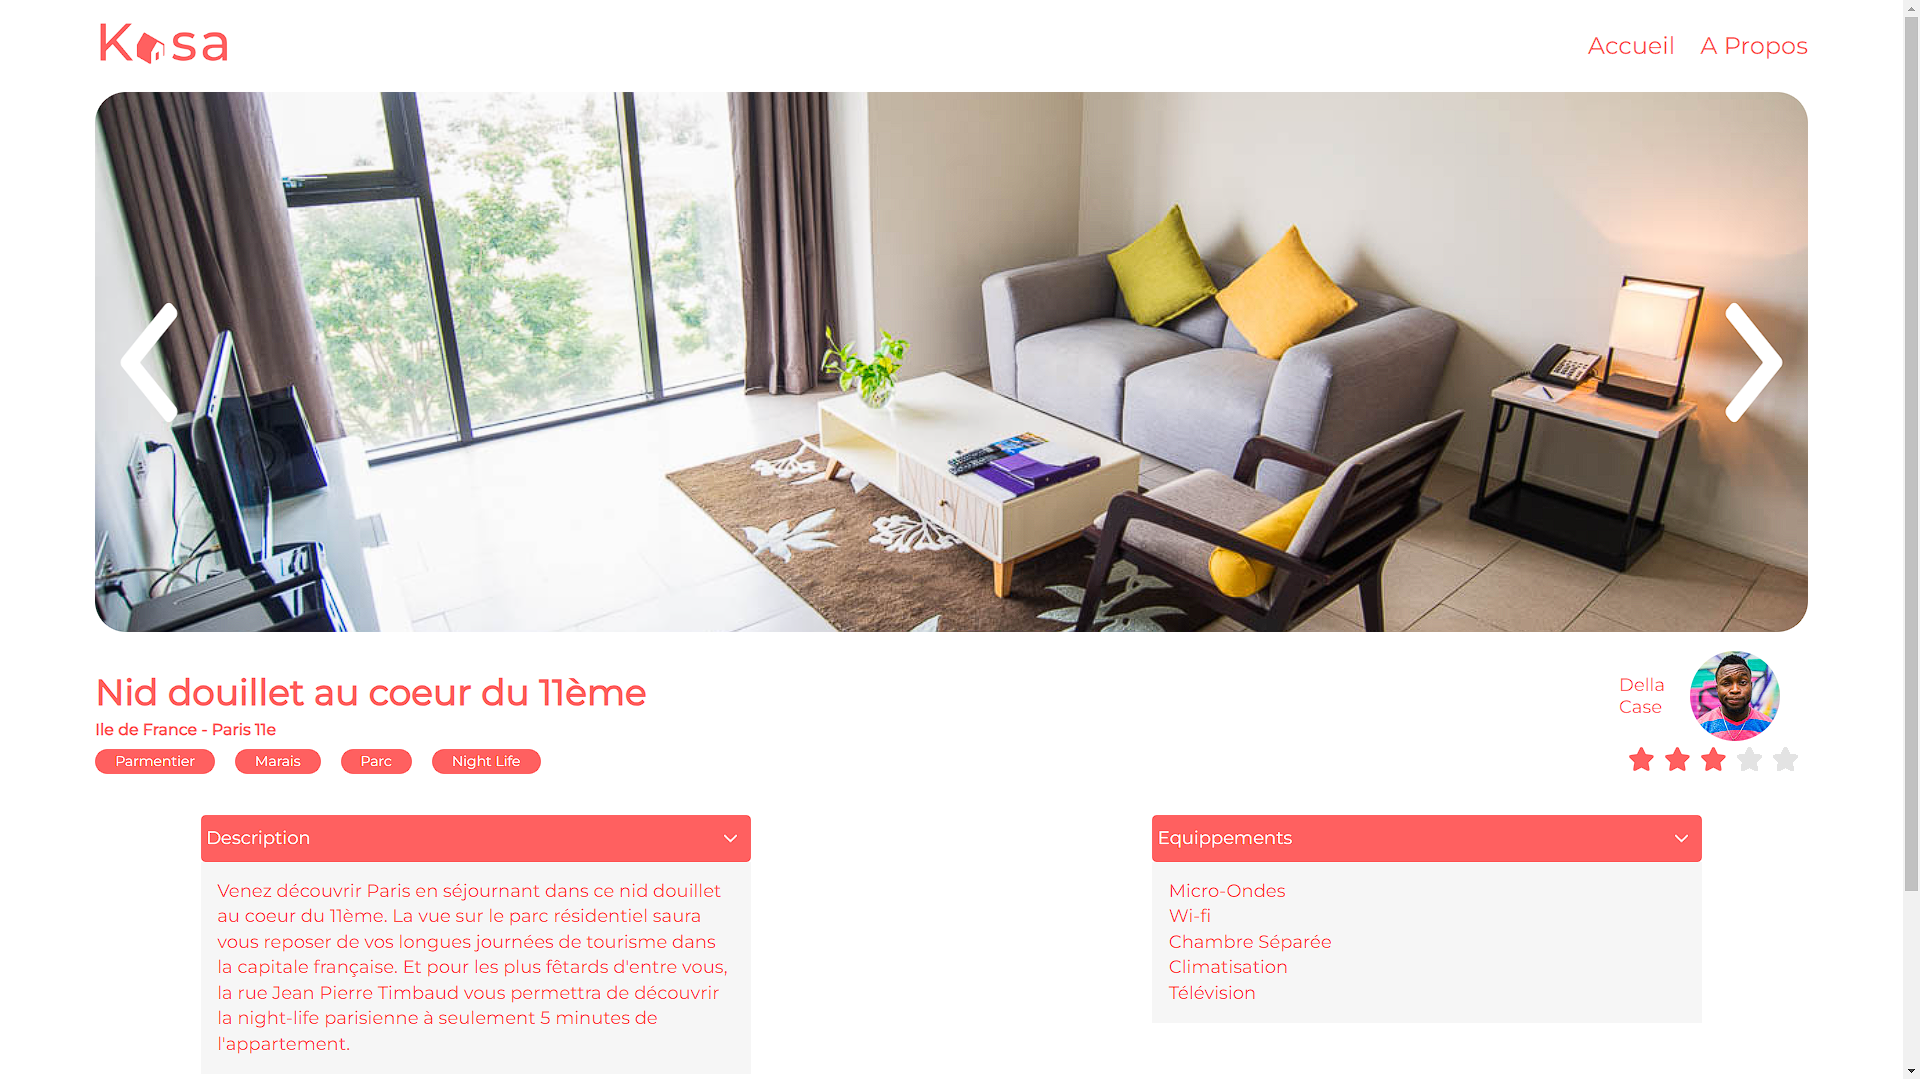 Kasa
Accueil
A Propos
Nid douillet au coeur du 11ème
Ile de France - Paris 11e
Parmentier
Marais
Parc
Night Life
Della
Case
Description
Venez découvrir Paris en séjournant dans ce nid douillet
au coeur du 11ème. La vue sur le parc résidentiel saura
vous reposer de vos longues journées de tourisme dans
la capitale française. Et pour les plus fêtards d'entre vous,
la rue Jean Pierre Timbaud vous permettra de découvrir
la night-life parisienne à seulement 5 minutes de
l'appartement.
Equippements
Micro-Ondes
Wi-fi
Chambre Séparée
Climatisation
Télévision